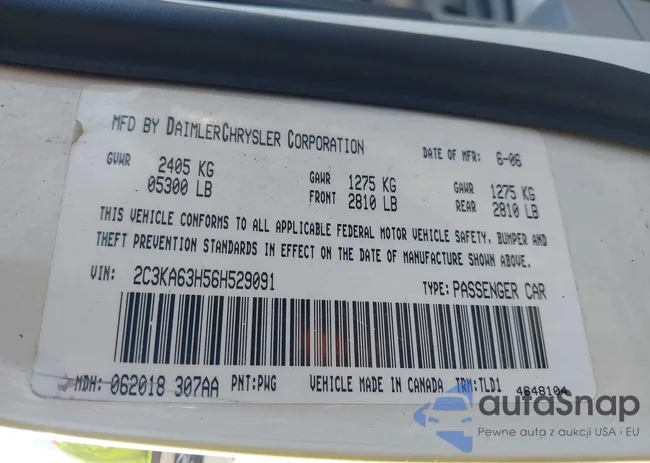 MFD BY DAIMLERCHRYSLER CORPORATION DATE OF MFR: 6-06
GVWR 2405 KG 05300 LB GAWR FRONT 1275 KG 2810 LB GAWR REAR 1275 KG 2810 LB
THIS VEHICLE CONFORMS TO ALL APPLICABLE FEDERAL MOTOR VEHICLE SAFETY, BUMPER AND
THEFT PREVENTION STANDARDS IN EFFECT ON THE DATE OF MANUFACTURE SHOWN ABOVE.
VIN: 2C3KA63H56H529091 TYPE: PASSENGER CAR
MDH: 062018 307AA PNT: PWG VEHICLE MADE IN CANADA TRM: TLD1 4648104
autaSnap
Pewne auta z aukcji USA i EU